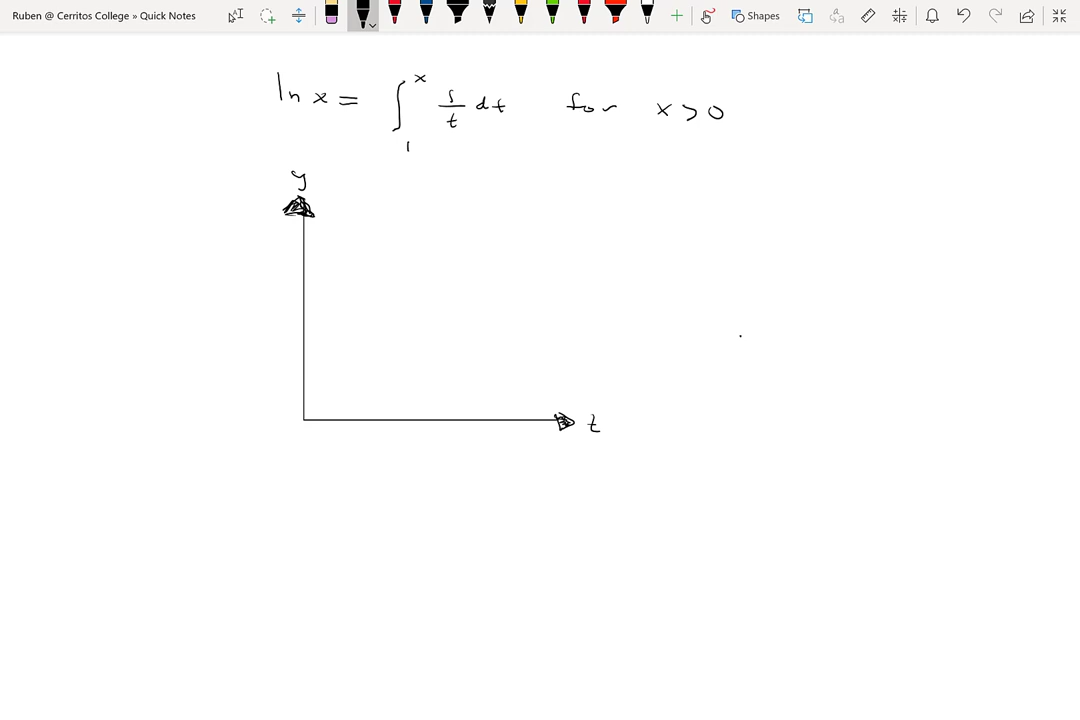 Ruben @ Cerritos College » Quick Notes
Shapes
ln x = ∫₁ˣ 1/t dt for x > 0
y
t